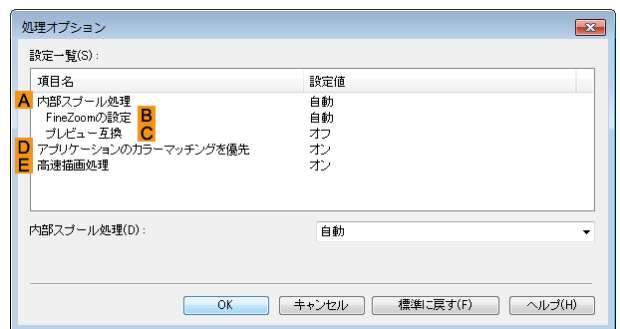 処理オプション
設定一覧(S):
項目名 設定値
A 内部スプール処理 自動
FineZoomの設定 B 自動
プレビュー互換 C オフ
D アプリケーションのカラーマッチングを優先 オン
E 高速描画処理 オン
内部スプール処理(D): 自動
OK キャンセル 標準に戻す(F) ヘルプ(H)